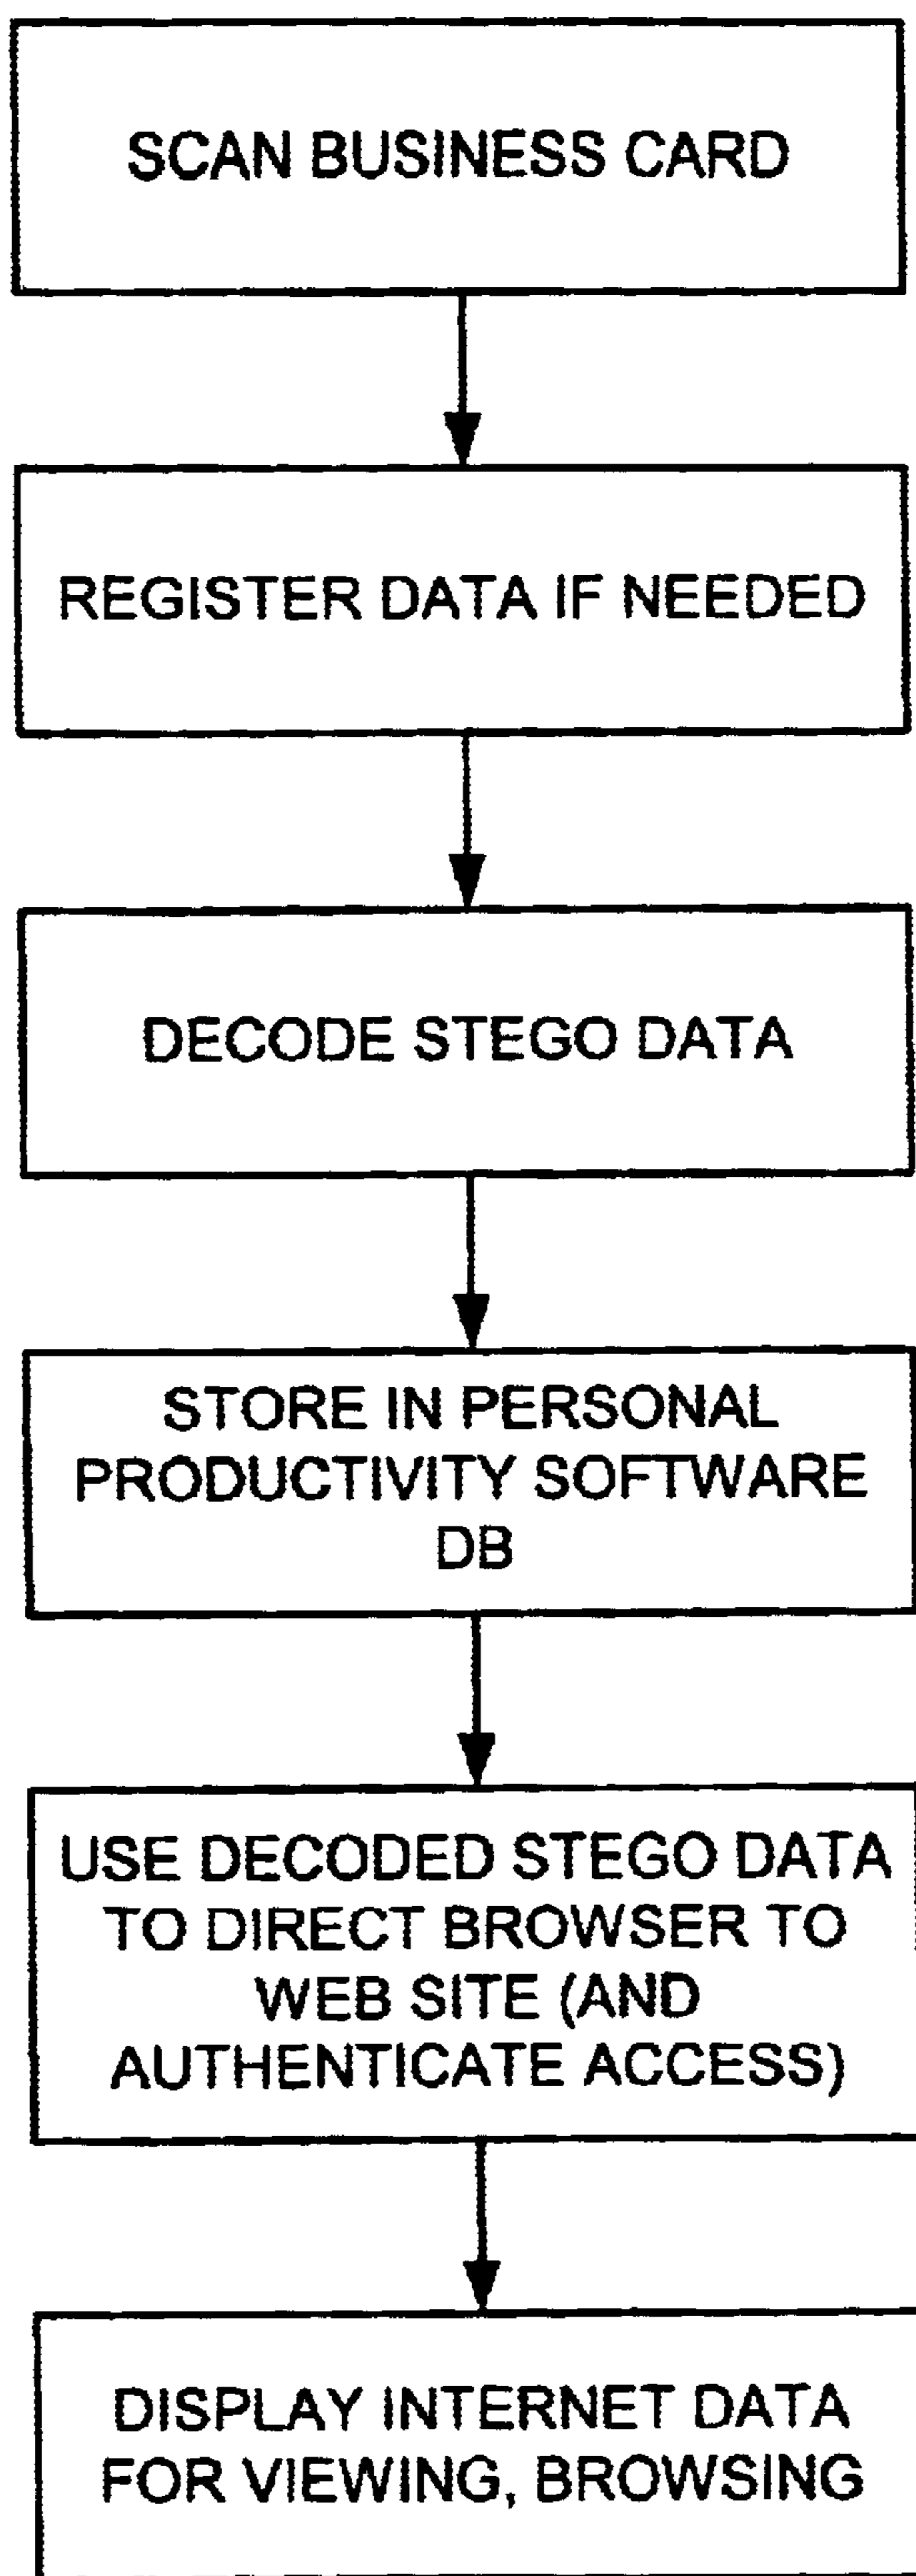 SCAN BUSINESS CARD
REGISTER DATA IF NEEDED
DECODE STEGO DATA
STORE IN PERSONAL
PRODUCTIVITY SOFTWARE
DB
USE DECODED STEGO DATA
TO DIRECT BROWSER TO
WEB SITE (AND
AUTHENTICATE ACCESS)
DISPLAY INTERNET DATA
FOR VIEWING, BROWSING